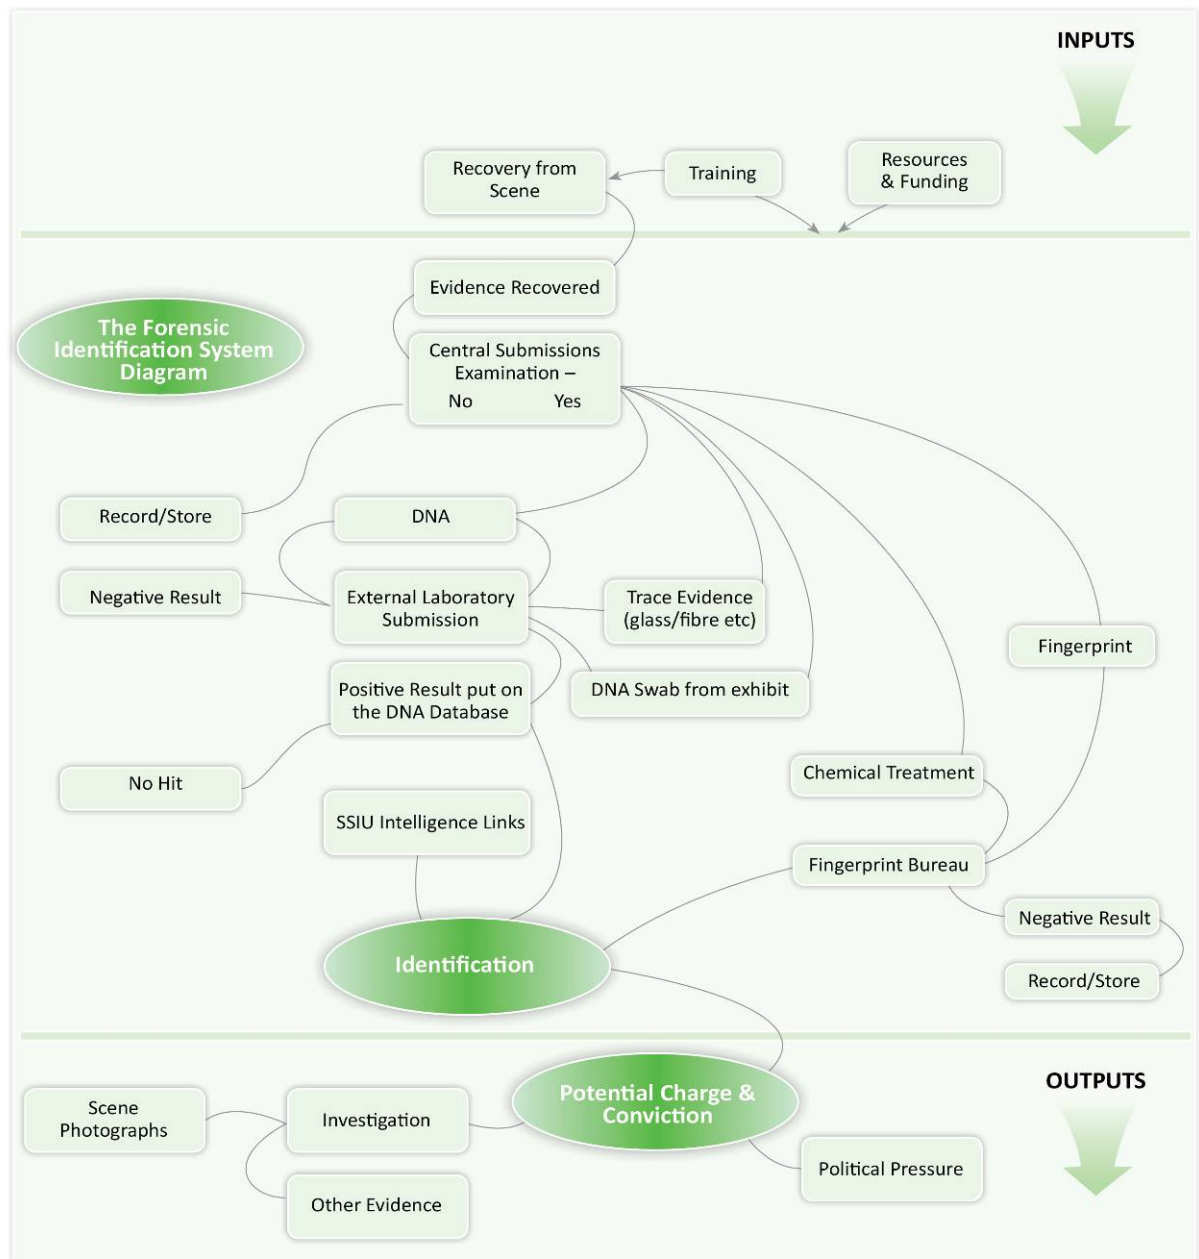 INPUTS
Recovery from
Scene
Training
Resources
& Funding
Evidence Recovered
The Forensic
Identification System
Diagram
Central Submissions
Examination –
No Yes
Record/Store
DNA
Negative Result
External Laboratory
Submission
Trace Evidence
(glass/fibre etc)
Fingerprint
Positive Result put on
the DNA Database
DNA Swab from exhibit
No Hit
Chemical Treatment
SSIU Intelligence Links
Fingerprint Bureau
Negative Result
Identification
Record/Store
OUTPUTS
Potential Charge &
Conviction
Scene
Photographs
Investigation
Political Pressure
Other Evidence